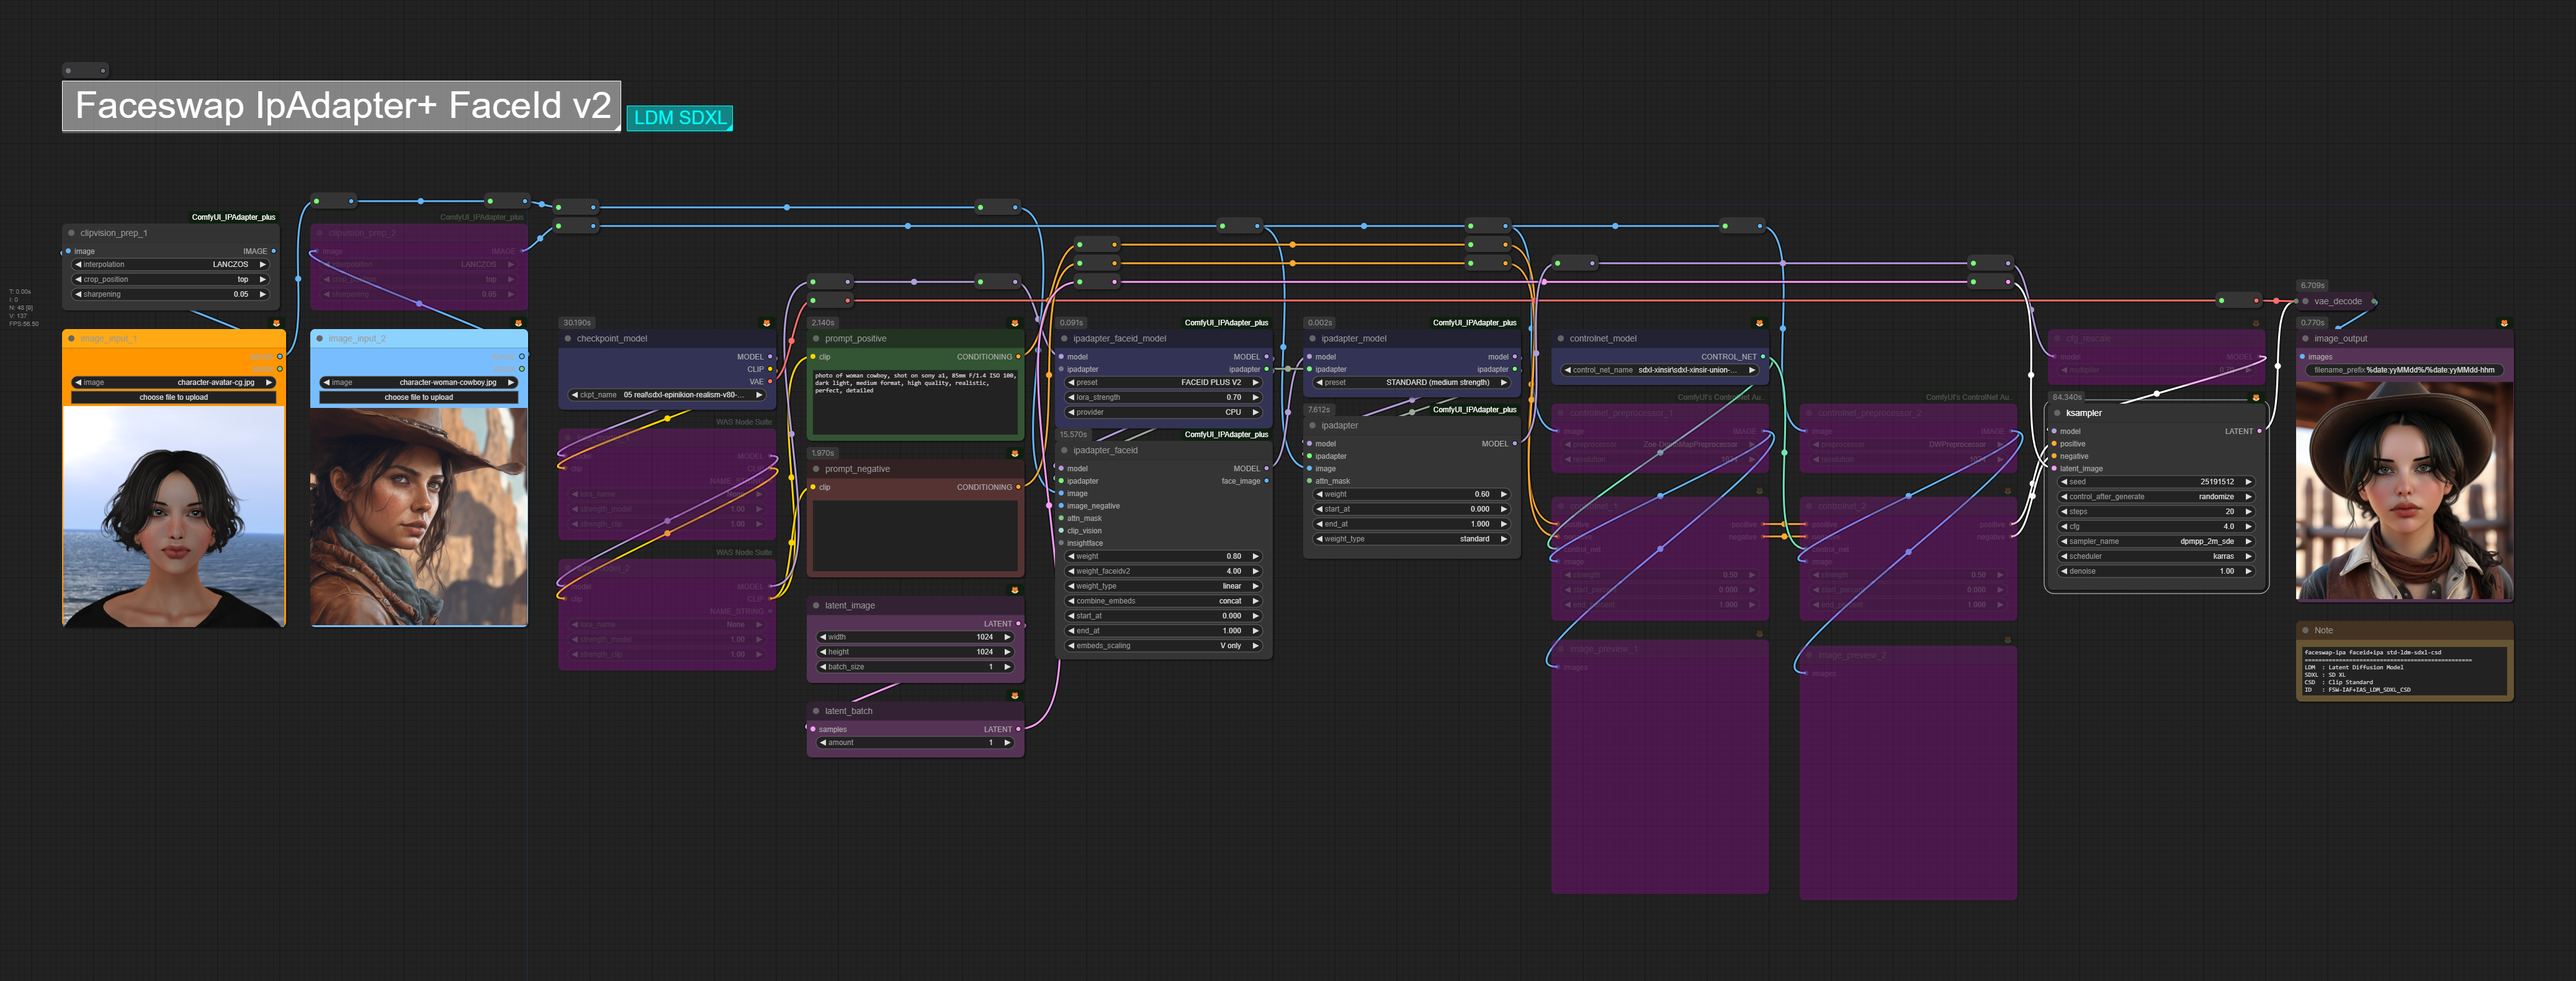 Faceswap IpAdapter+ FaceId v2
LDM SDXL
T: 0.00s
I: 0
N: 48 [9]
V: 137
FPS:56.50
ComfyUI_IPAdapter_plus
clipvision_prep_1
image IMAGE
interpolation LANCZOS
crop_position top
sharpening 0.05
ComfyUI_IPAdapter_plus
clipvision_prep_2
image IMAGE
interpolation LANCZOS
crop_position top
sharpening 0.05
image_input_1
IMAGE
MASK
image character-avatar-cg.jpg
choose file to upload
image_input_2
IMAGE
MASK
image character-woman-cowboy.jpg
choose file to upload
30.190s
checkpoint_model
MODEL
CLIP
VAE
ckpt_name 05 real\sdxl-epinikion-realism-v80-...
WAS Node Suite
MODEL
clip CLIP
NAME_STRING
lora_name None
strength_model 1.00
strength_clip 1.00
WAS Node Suite
model MODEL
clip CLIP
NAME_STRING
lora_name None
strength_model 1.00
strength_clip 1.00
2.140s
prompt_positive
clip CONDITIONING
photo of woman cowboy, shot on sony a1, 85mm F/1.4 ISO 100,
dark light, medium format, high quality, realistic,
perfect, detailed
1.970s
prompt_negative
clip CONDITIONING
latent_image
LATENT
width 1024
height 1024
batch_size 1
latent_batch
samples LATENT
amount 1
0.091s
ComfyUI_IPAdapter_plus
ipadapter_faceid_model
model MODEL
ipadapter ipadapter
preset FACEID PLUS V2
lora_strength 0.70
provider CPU
15.570s
ComfyUI_IPAdapter_plus
ipadapter_faceid
model MODEL
ipadapter face_image
image
image_negative
attn_mask
clip_vision
insightface
weight 0.80
weight_faceidv2 4.00
weight_type linear
combine_embeds concat
start_at 0.000
end_at 1.000
embeds_scaling V only
0.002s
ComfyUI_IPAdapter_plus
ipadapter_model
model model
ipadapter ipadapter
preset STANDARD (medium strength)
7.612s
ComfyUI_IPAdapter_plus
ipadapter
model MODEL
ipadapter
image
attn_mask
weight 0.60
start_at 0.000
end_at 1.000
weight_type standard
controlnet_model
CONTROL_NET
control_net_name sdxl-xinsir\sdxl-xinsir-union-...
ComfyUI's ControlNet Au..
controlnet_preprocessor_1
image IMAGE
preprocessor Zoe-DepthMapPreprocessor
resolution 1024
positive positive
negative negative
control_net
image
strength 0.50
start_percent 0.000
end_percent 1.000
image_preview_1
images
ComfyUI's ControlNet Au..
controlnet_preprocessor_2
image IMAGE
preprocessor DWPreprocessor
resolution 1024
controlnet_2
positive positive
negative negative
control_net
image
strength 0.50
start_percent 0.000
end_percent 1.000
image_preview_2
images
cfg_rescale
model MODEL
multiplier
84.340s
ksampler
model LATENT
positive
negative
latent_image
seed 25191512
control_after_generate randomize
steps 20
cfg 4.0
sampler_name dpmpp_2m_sde
scheduler karras
denoise 1.00
6.709s
vae_decode
0.770s
image_output
images
filename_prefix %date:yyMMdd%/%date:yyMMdd-hhm
Note
faceswap-ipa faceid+ipa std-ldm-sdxl-csd
================================================
LDM : Latent Diffusion Model
SDXL : SD XL
CSD : Clip Standard
ID : FSW-IAF+IAS_LDM_SDXL_CSD